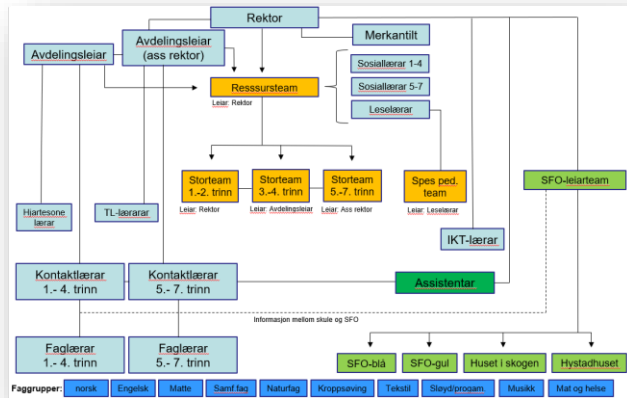 Rektor
Avdelingsleiar
(ass rektor)
Merkantilt
Avdelingsleiar
Sosiallærar 1-4
Resssursteam
Sosiallærar 5-7
Leiar: Rektor
Leselærar
Storteam
1.-2. trinn
Storteam
3.-4. trinn
Storteam
5.-7. trinn
Spes ped.
team
SFO-leiarteam
Leiar: Rektor
Leiar: Avdelingsleiar
Leiar: Ass rektor
Leiar: Leselærar
Hjartesone
lærar
TL-lærarar
IKT-lærar
Kontaktlærar
1.- 4. trinn
Kontaktlærar
5.- 7. trinn
Assistentar
Informasjon mellom skule og SFO
Faglærar
1.- 4. trinn
Faglærar
5.- 7. trinn
SFO-blå
SFO-gul
Huset i skogen
Hystadhuset
Faggrupper:
norsk
Engelsk
Matte
Samf.fag
Naturfag
Kroppsøving
Tekstil
Sløyd/progam.
Musikk
Mat og helse